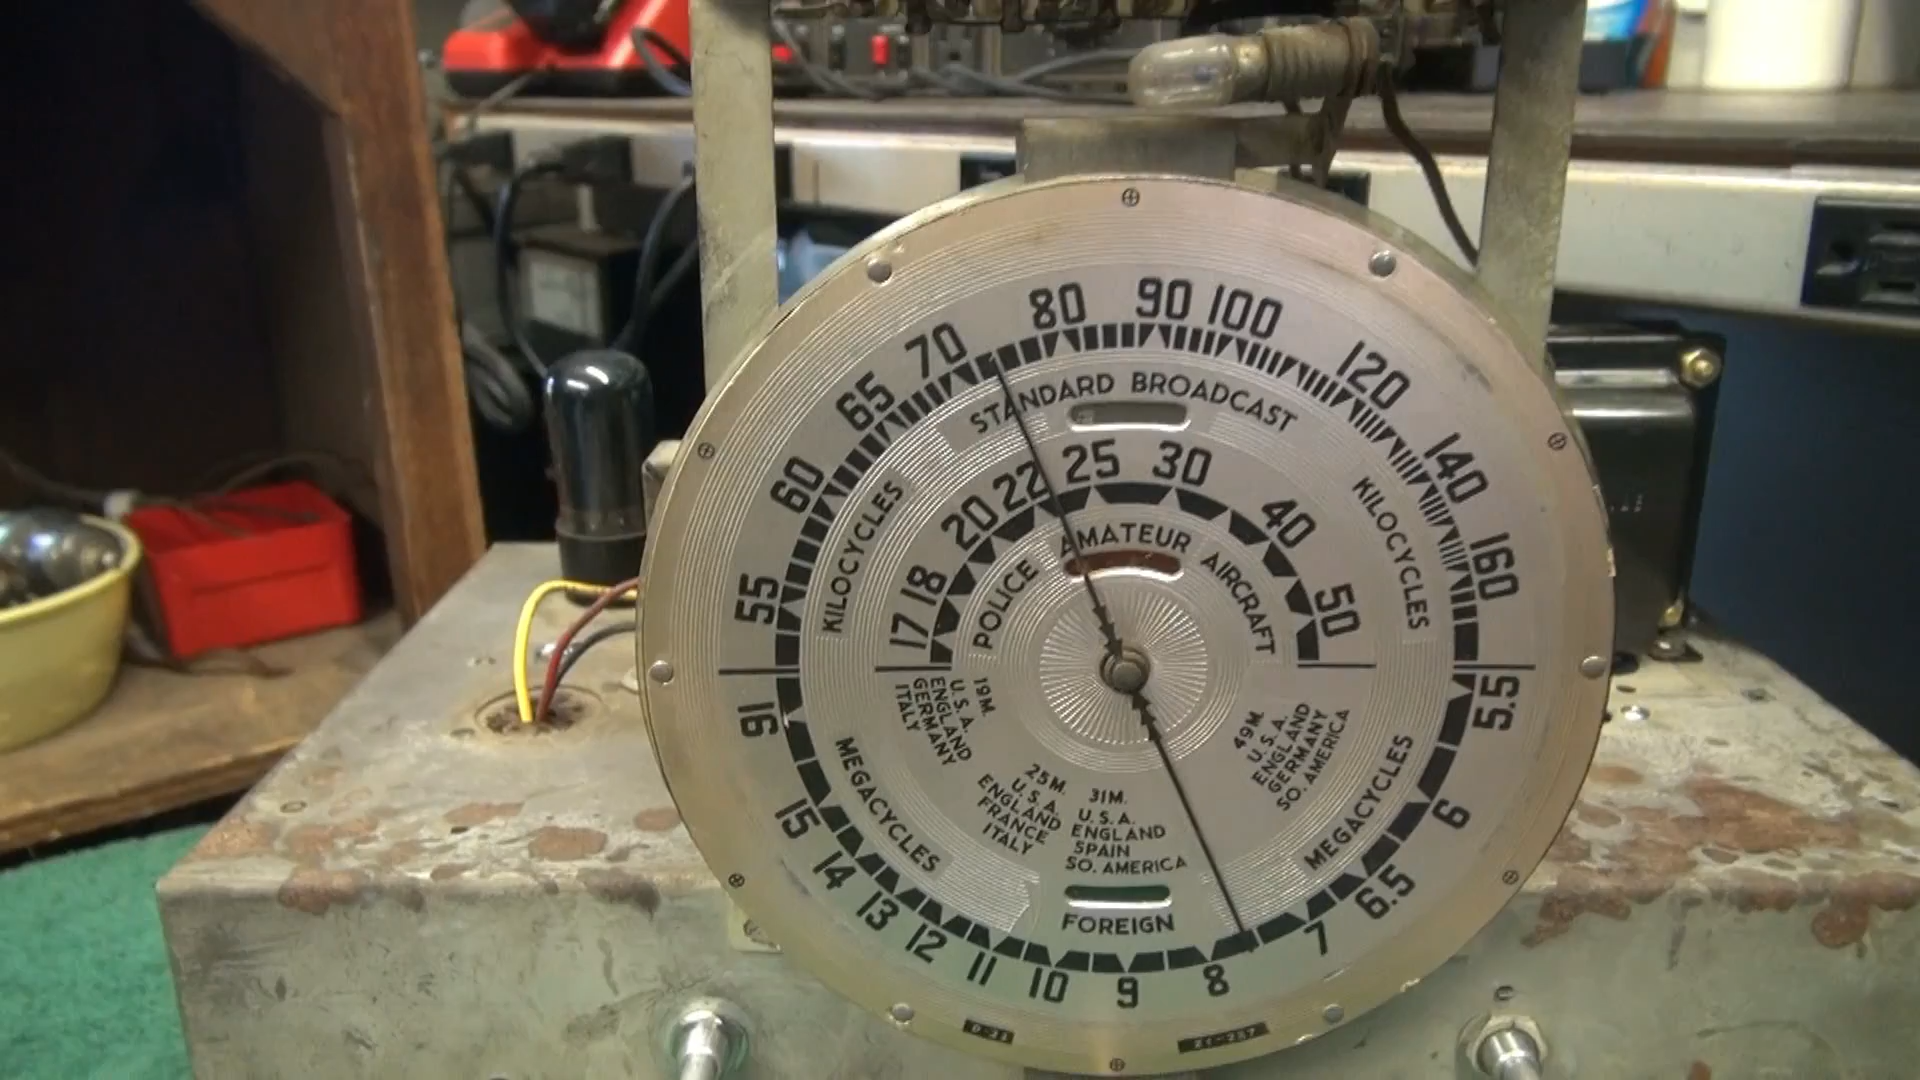 55 60 65 70 80 90 100 120 140 160
STANDARD BROADCAST
KILOCYCLES
KILOCYCLES
17 18 20 22 25 30 40 50
POLICE AMATEUR AIRCRAFT
19M.
U.S.A.
ENGLAND
GERMANY
ITALY
25M.
U.S.A.
ENGLAND
FRANCE
ITALY
31M.
U.S.A.
ENGLAND
SPAIN
SO. AMERICA
49M.
U.S.A.
ENGLAND
GERMANY
SO. AMERICA
MEGACYCLES
MEGACYCLES
FOREIGN
16 15 14 13 12 11 10 9 8 7 6.5 6 5.5